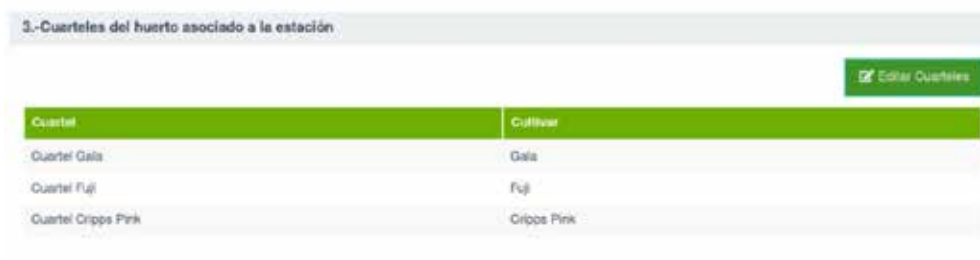 3.-Cuarteles del huerto asociado a la estación
Editar Cuarteles
Cuartel Cultivar
Cuartel Gala Gala
Cuartel Fuji Fuji
Cuartel Cripps Pink Cripps Pink